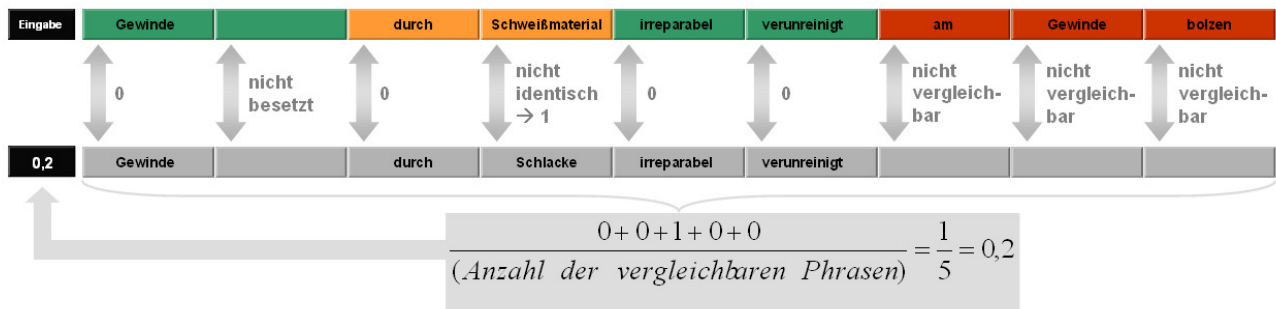 Eingabe Gewinde durch Schweißmaterial irreparabel verunreinigt am Gewinde bolzen
0
nicht
besetzt
0
nicht
identisch
→ 1
0
0
nicht
vergleich-
bar
nicht
vergleich-
bar
nicht
vergleich-
bar
0,2 Gewinde durch Schlacke irreparabel verunreinigt
0+0+1+0+0
(Anzahl der vergleichbaren Phrasen)
= 1/5 = 0,2